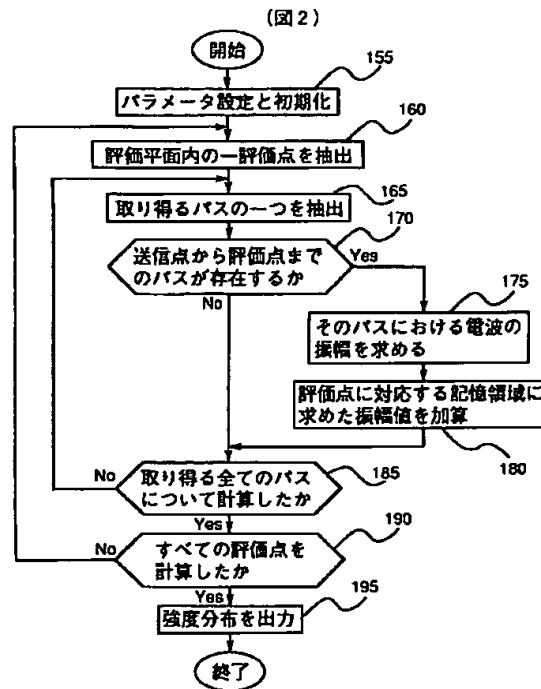 (図2)
開始
155
パラメータ設定と初期化
160
評価平面内の一評価点を抽出
165
取り得るパスの一つを抽出
170
送信点から評価点まで
のパスが存在するか
Yes
No
175
そのパスにおける電波の
振幅を求める
評価点に対応する記憶領域に
求めた振幅値を加算
180
No
取り得る全てのパス
について計算したか
185
Yes
190
No
すべての評価点を
計算したか
Yes
195
強度分布を出力
終了